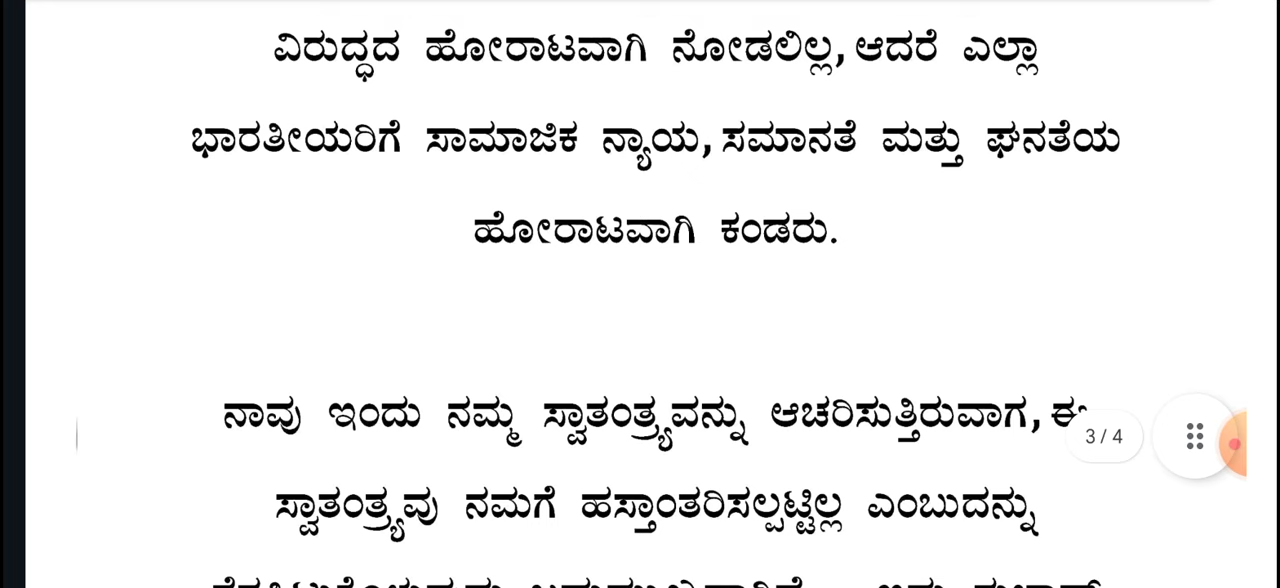 ವಿರುದ್ಧದ ಹೋರಾಟವಾಗಿ ನೋಡಲಿಲ್ಲ, ಆದರೆ ಎಲ್ಲಾ
ಭಾರತೀಯರಿಗೆ ಸಾಮಾಜಿಕ ನ್ಯಾಯ, ಸಮಾನತೆ ಮತ್ತು ಘನತೆಯ
ಹೋರಾಟವಾಗಿ ಕಂಡರು.
ನಾವು ಇಂದು ನಮ್ಮ ಸ್ವಾತಂತ್ರ್ಯವನ್ನು ಆಚರಿಸುತ್ತಿರುವಾಗ, ಈ
3 / 4
ಸ್ವಾತಂತ್ರ್ಯವು ನಮಗೆ ಹಸ್ತಾಂತರಿಸಲ್ಪಟ್ಟಿಲ್ಲ ಎಂಬುದನ್ನು